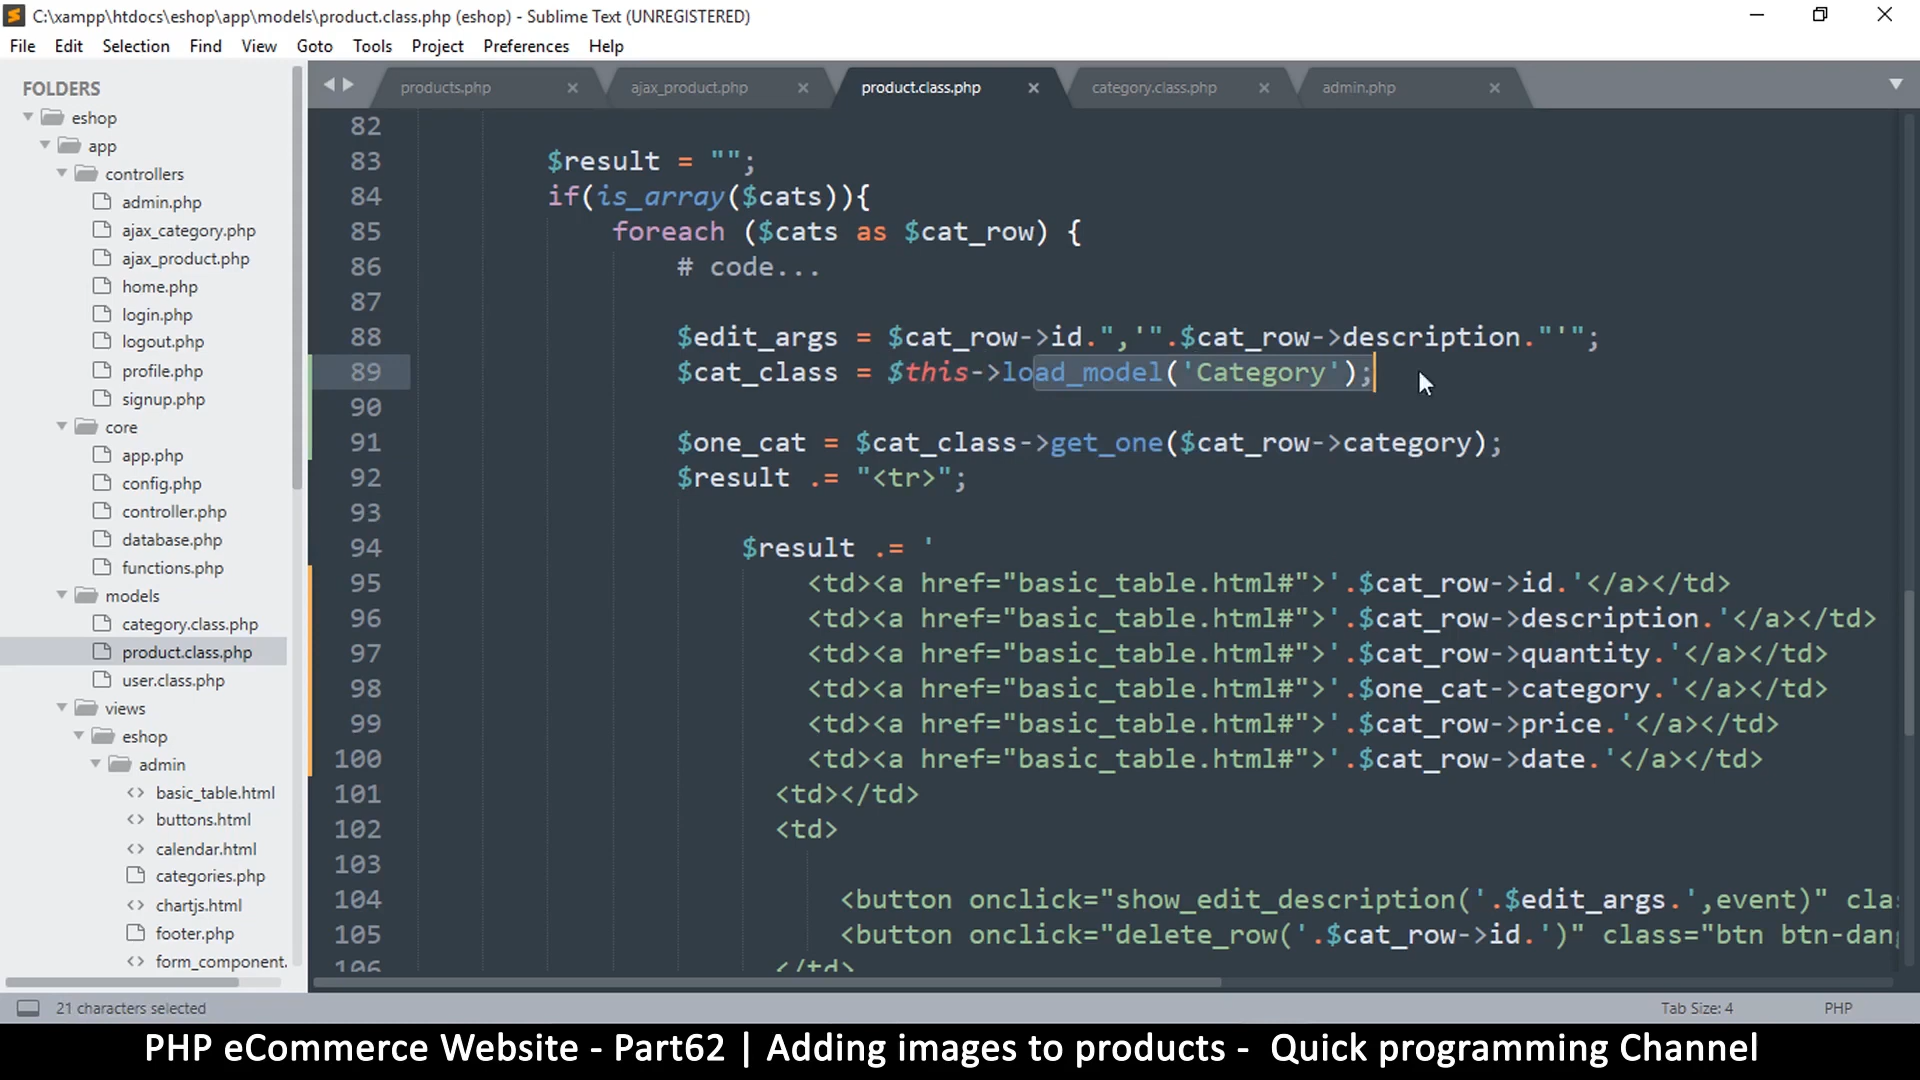 C:\xampp\htdocs\eshop\app\models\product.class.php (eshop) - Sublime Text (UNREGISTERED)
File Edit Selection Find View Goto Tools Project Preferences Help
FOLDERS
eshop
app
controllers
admin.php
ajax_category.php
ajax_product.php
home.php
login.php
logout.php
profile.php
signup.php
core
app.php
config.php
controller.php
database.php
functions.php
models
category.class.php
product.class.php
user.class.php
views
eshop
admin
basic_table.html
buttons.html
calendar.html
categories.php
chartjs.html
footer.php
form_component.
products.php ajax_product.php product.class.php category.class.php admin.php
82
83 $result = "";
84 if(is_array($cats)){
85 foreach ($cats as $cat_row) {
86 # code...
87
88 $edit_args = $cat_row->id.",'".$cat_row->description."'";
89 $cat_class = $this->load_model('Category');
90
91 $one_cat = $cat_class->get_one($cat_row->category);
92 $result .= "<tr>";
93
94 $result .= '
95 <td><a href="basic_table.html#">'.$cat_row->id.'</a></td>
96 <td><a href="basic_table.html#">'.$cat_row->description.'</a></td>
97 <td><a href="basic_table.html#">'.$cat_row->quantity.'</a></td>
98 <td><a href="basic_table.html#">'.$one_cat->category.'</a></td>
99 <td><a href="basic_table.html#">'.$cat_row->price.'</a></td>
100 <td><a href="basic_table.html#">'.$cat_row->date.'</a></td>
101 <td></td>
102 <td>
103
104 <button onclick="show_edit_description('.$edit_args.',event)" cla
105 <button onclick="delete_row('.$cat_row->id.')" class="btn btn-dan
106 </td>
21 characters selected Tab Size: 4 PHP
PHP eCommerce Website - Part62 | Adding images to products - Quick programming Channel